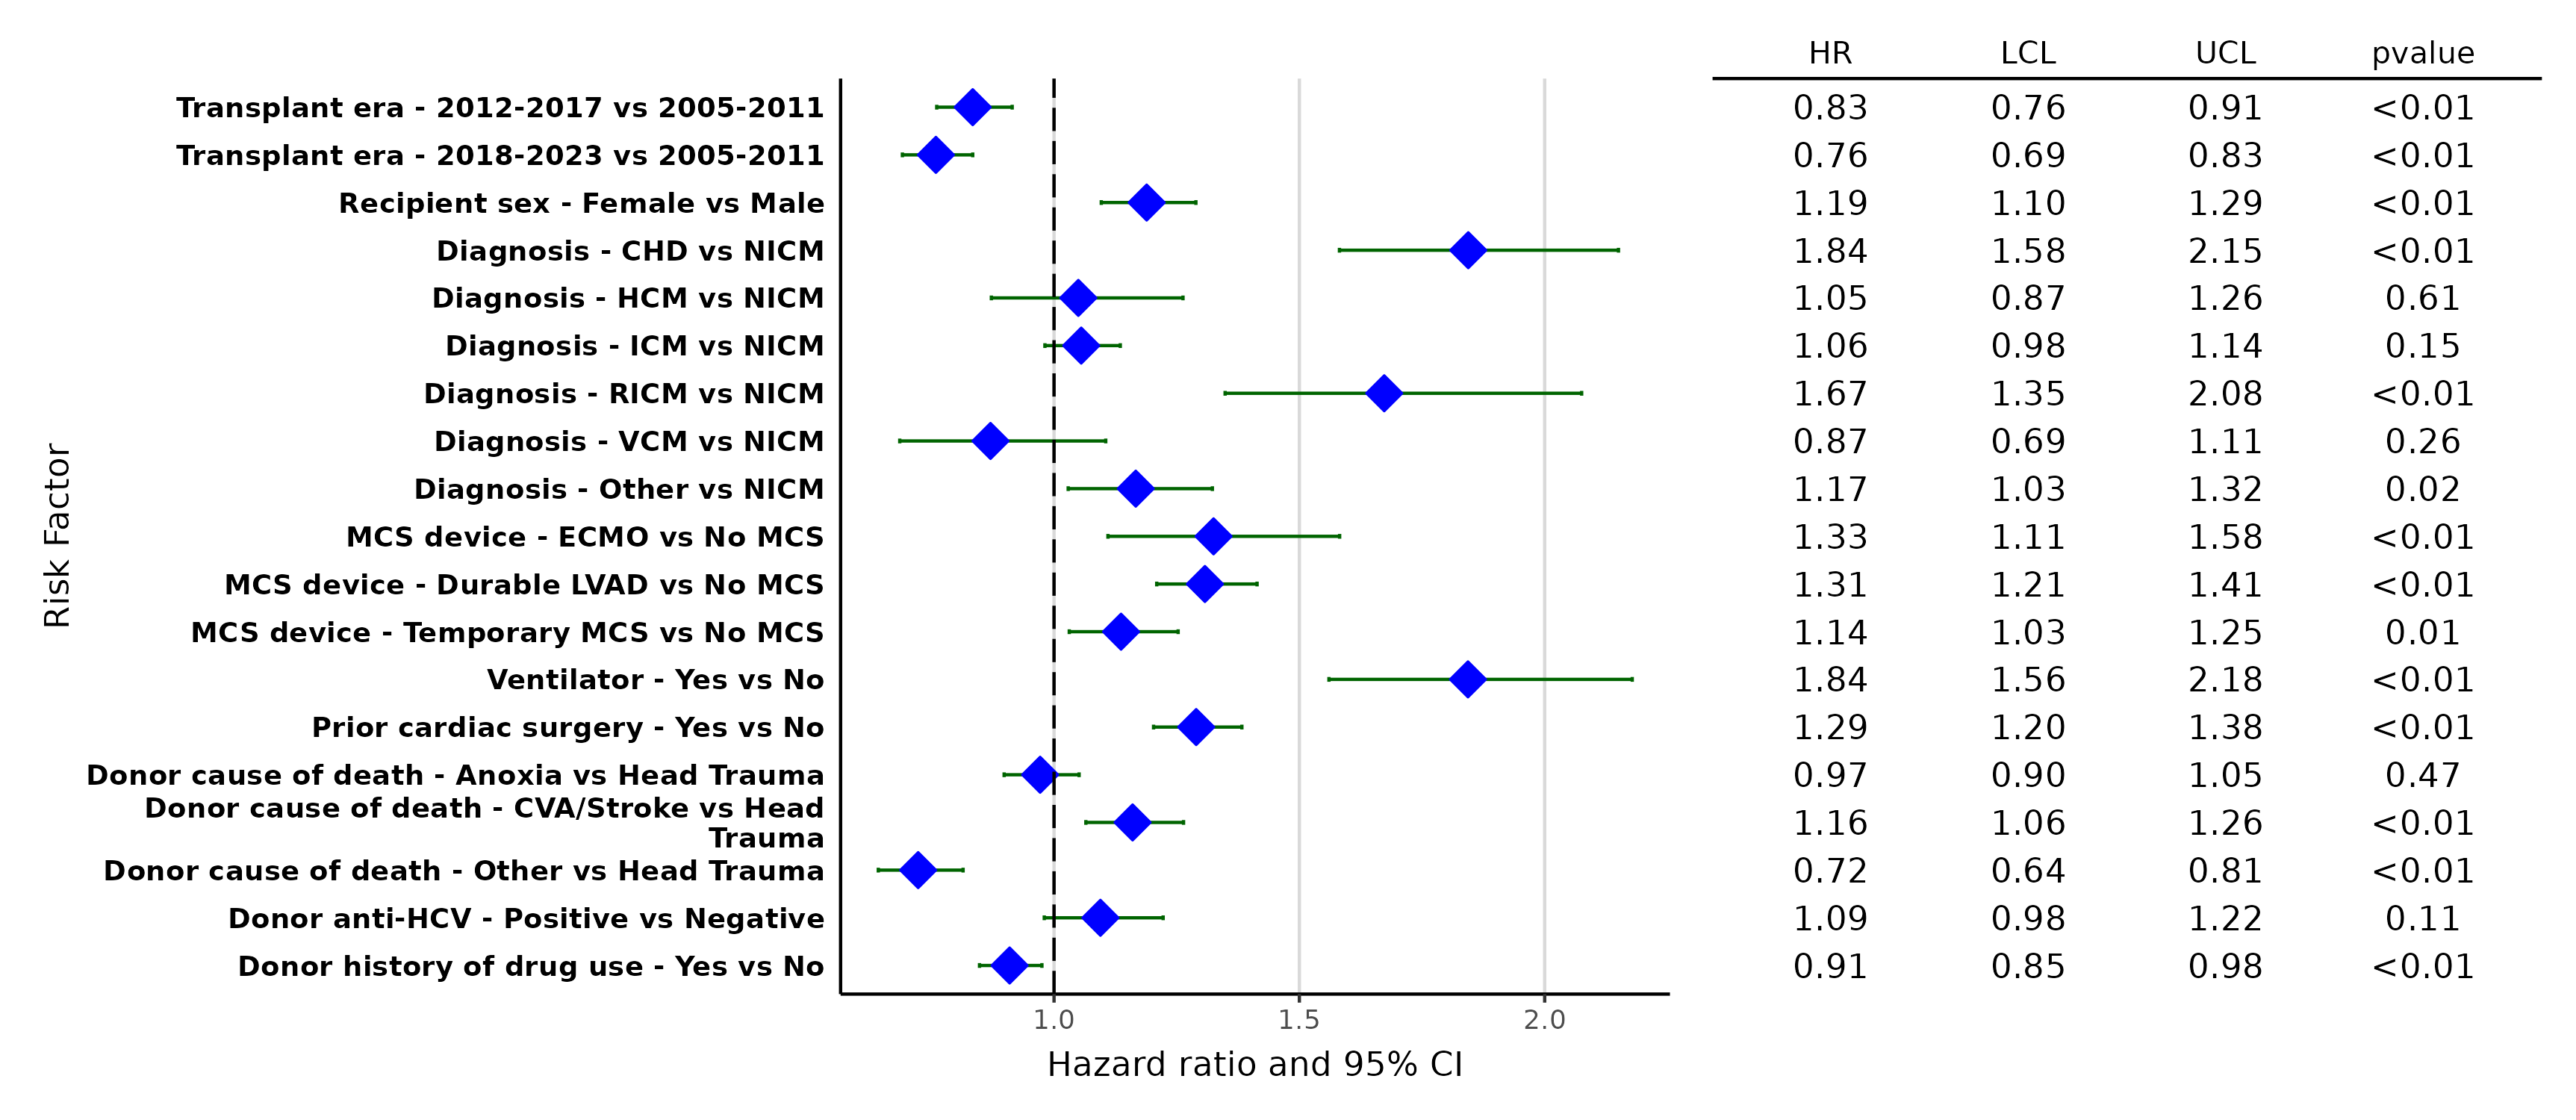 HR LCL UCL pvalue
Transplant era - 2012-2017 vs 2005-2011 0.83 0.76 0.91 <0.01
Transplant era - 2018-2023 vs 2005-2011 0.76 0.69 0.83 <0.01
Recipient sex - Female vs Male 1.19 1.10 1.29 <0.01
Diagnosis - CHD vs NICM 1.84 1.58 2.15 <0.01
Diagnosis - HCM vs NICM 1.05 0.87 1.26 0.61
Diagnosis - ICM vs NICM 1.06 0.98 1.14 0.15
Diagnosis - RICM vs NICM 1.67 1.35 2.08 <0.01
Diagnosis - VCM vs NICM 0.87 0.69 1.11 0.26
Diagnosis - Other vs NICM 1.17 1.03 1.32 0.02
MCS device - ECMO vs No MCS 1.33 1.11 1.58 <0.01
MCS device - Durable LVAD vs No MCS 1.31 1.21 1.41 <0.01
MCS device - Temporary MCS vs No MCS 1.14 1.03 1.25 0.01
Ventilator - Yes vs No 1.84 1.56 2.18 <0.01
Prior cardiac surgery - Yes vs No 1.29 1.20 1.38 <0.01
Donor cause of death - Anoxia vs Head Trauma 0.97 0.90 1.05 0.47
Donor cause of death - CVA/Stroke vs Head
Trauma 1.16 1.06 1.26 <0.01
Donor cause of death - Other vs Head Trauma 0.72 0.64 0.81 <0.01
Donor anti-HCV - Positive vs Negative 1.09 0.98 1.22 0.11
Donor history of drug use - Yes vs No 0.91 0.85 0.98 <0.01
Risk Factor
1.0 1.5 2.0
Hazard ratio and 95% CI